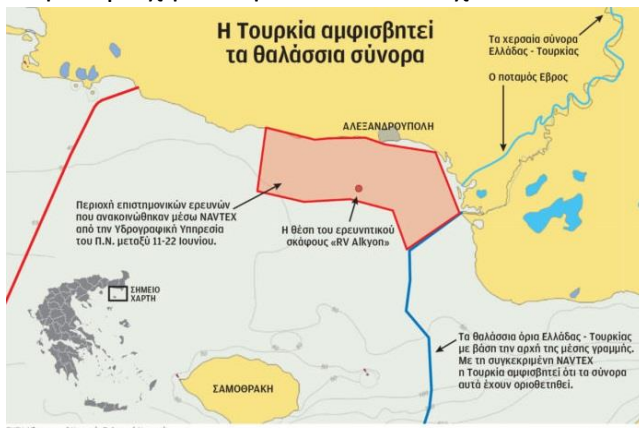 Η Τουρκία αμφισβητεί
τα θαλάσσια σύνορα
Τα χερσαία σύνορα
Ελλάδας - Τουρκίας
Ο ποταμός Εβρος
ΑΛΕΞΑΝΔΡΟΥΠΟΛΗ
Περιοχή επιστημονικών ερευνών
που ανακοινώθηκαν μέσω NAVTEX
από την Υδρογραφική Υπηρεσία
του Π.Ν. μεταξύ 11-22 Ιουνίου.
Η θέση του ερευνητικού
σκάφους «RV Alkyon»
ΣΗΜΕΙΟ
ΧΑΡΤΗ
Τα θαλάσσια όρια Ελλάδας - Τουρκίας
με βάση την αρχή της μέσης γραμμής.
Με τη συγκεκριμένη NAVTEX
η Τουρκία αμφισβητεί ότι τα σύνορα
αυτά έχουν οριοθετηθεί.
ΣΑΜΟΘΡΑΚΗ